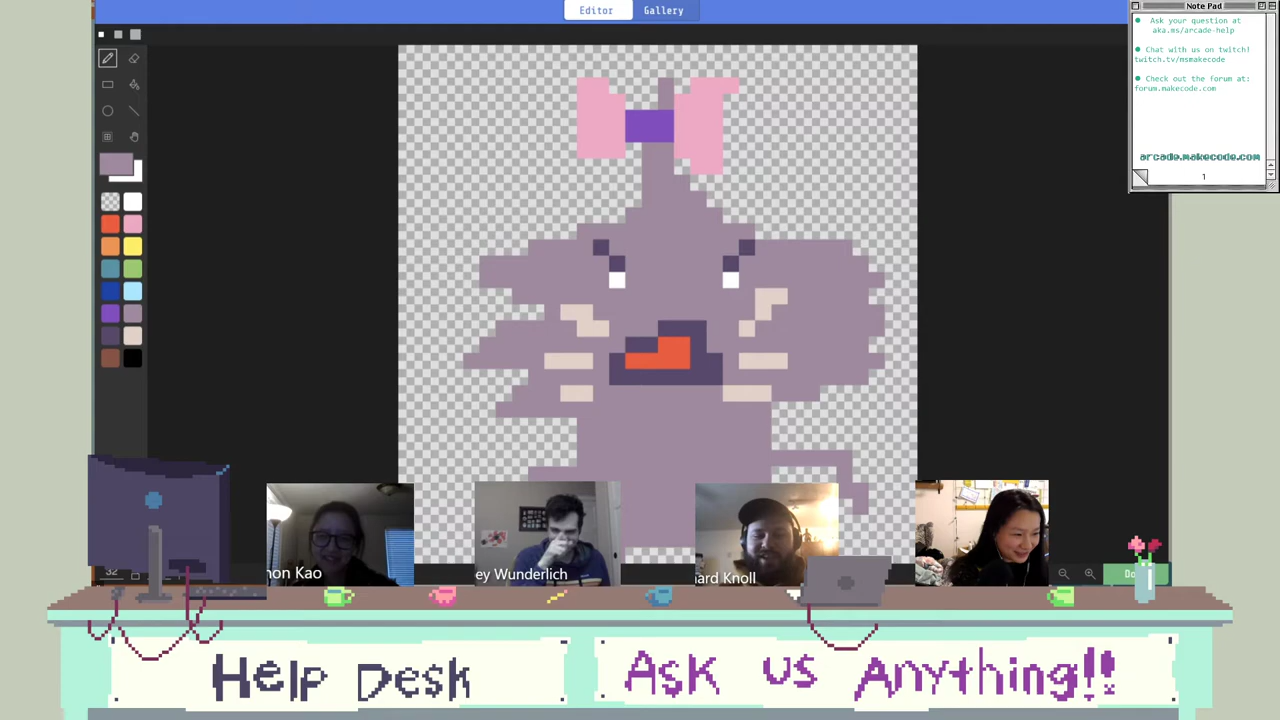 Editor
Gallery
Note Pad
Ask your question at
aka.ms/arcade-help
Chat with us on twitch!
twitch.tv/msmakecode
Check out the forum at:
forum.makecode.com
arcade.makecode.com
1
32
non Kao
ey Wunderlich
ard Knoll
Do
Help Desk
Ask us Anything!!